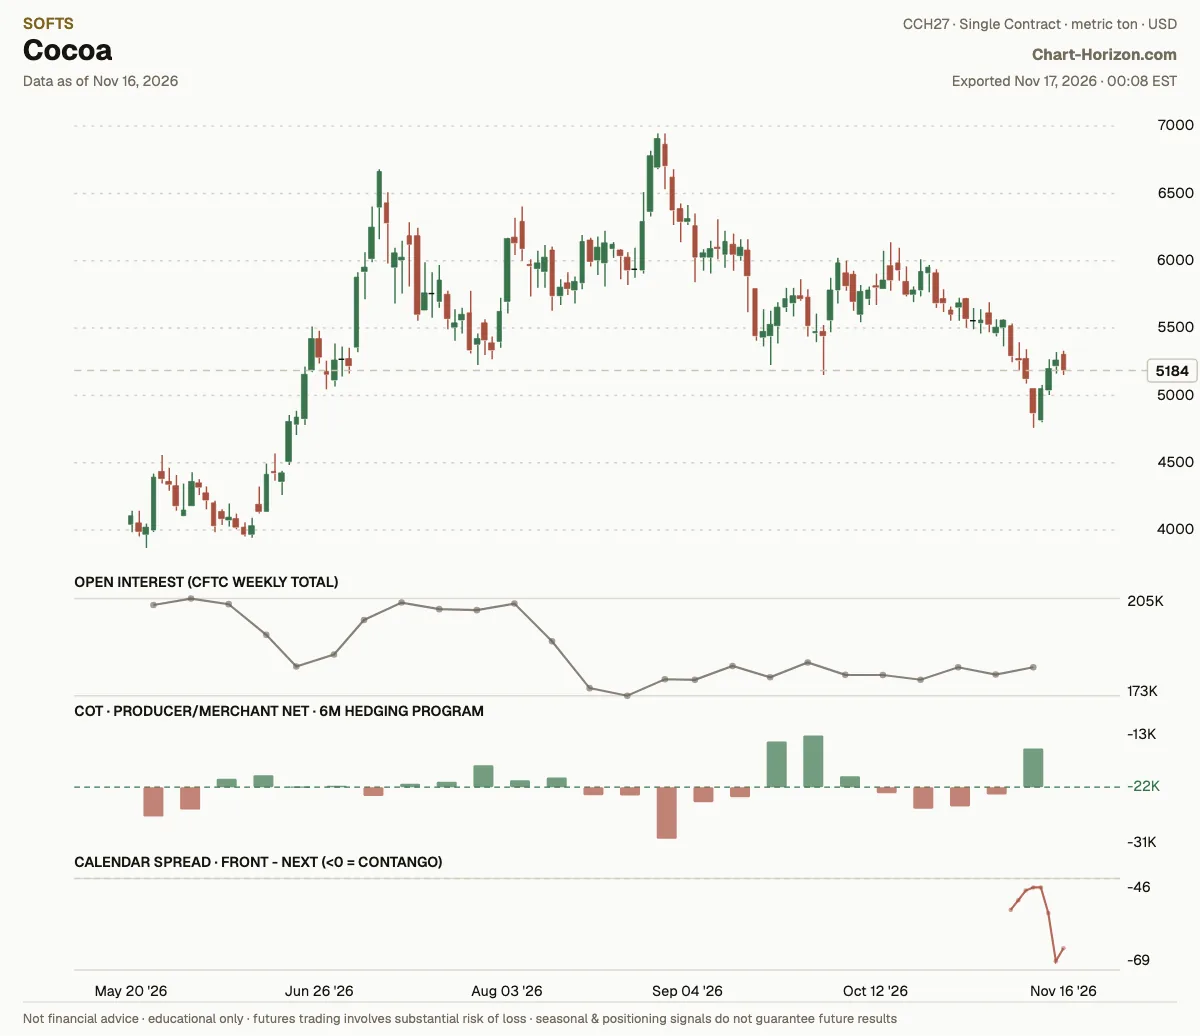 SOFTS
CCH27 · Single Contract · metric ton · USD
Cocoa
Chart-Horizon.com
Data as of Nov 16, 2026
Exported Nov 17, 2026 · 00:08 EST
7000
6500
6000
5500
5184
5000
4500
4000
OPEN INTEREST (CFTC WEEKLY TOTAL)
205K
173K
COT · PRODUCER/MERCHANT NET · 6M HEDGING PROGRAM
-13K
-22K
-31K
CALENDAR SPREAD · FRONT - NEXT (<0 = CONTANGO)
-46
-69
May 20 '26 Jun 26 '26 Aug 03 '26 Sep 04 '26 Oct 12 '26 Nov 16 '26
Not financial advice · educational only · futures trading involves substantial risk of loss · seasonal & positioning signals do not guarantee future results